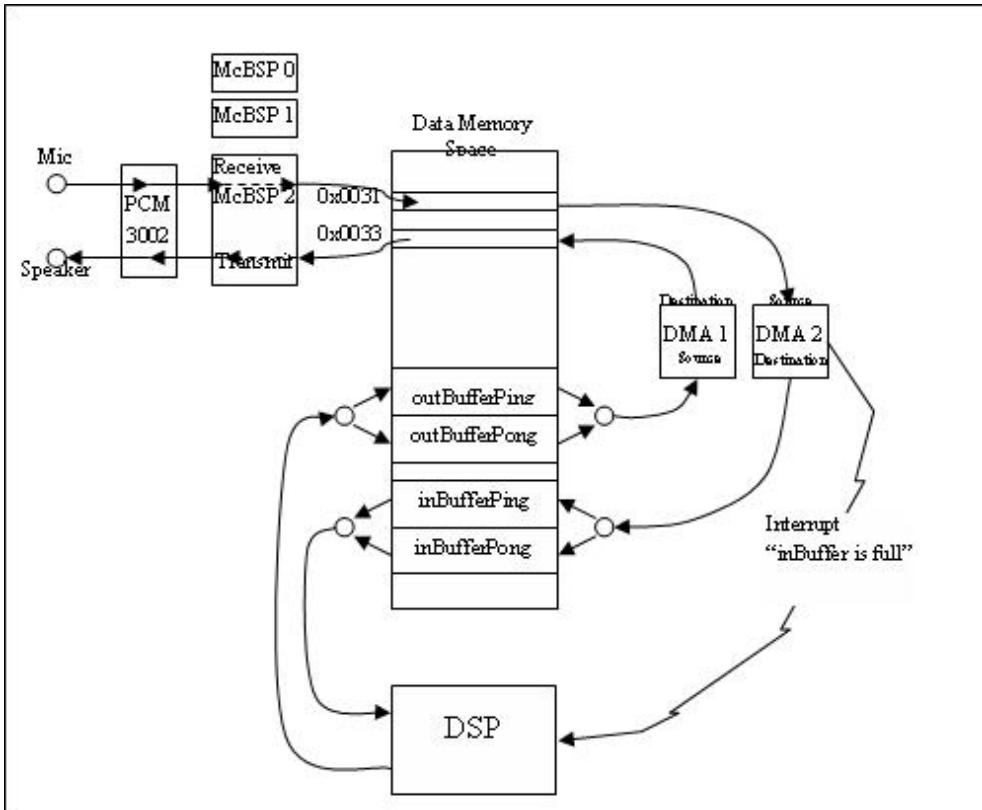 McBSP 0
McBSP 1
Data Memory
Space
Mic
Receive
McBSP 2
0x0031
PCM
3002
0x0033
Transmit
Speaker
Destination
DMA 1
Source
Source
DMA 2
Destination
outBufferPing
outBufferPong
inBufferPing
inBufferPong
Interrupt
“inBuffer is full”
DSP